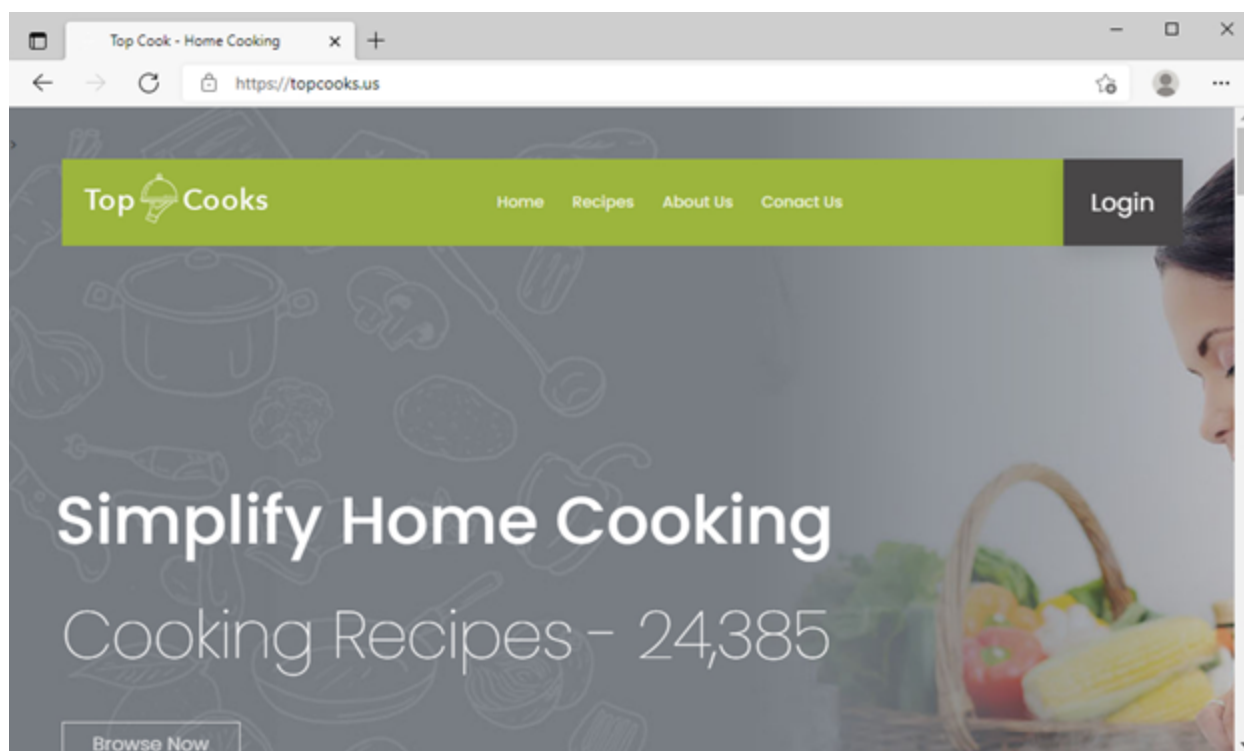 Top Cook - Home Cooking
https://topcooks.us
Top Cooks
Home Recipes About Us Conact Us
Login
Simplify Home Cooking
Cooking Recipes - 24,385
Browse Now